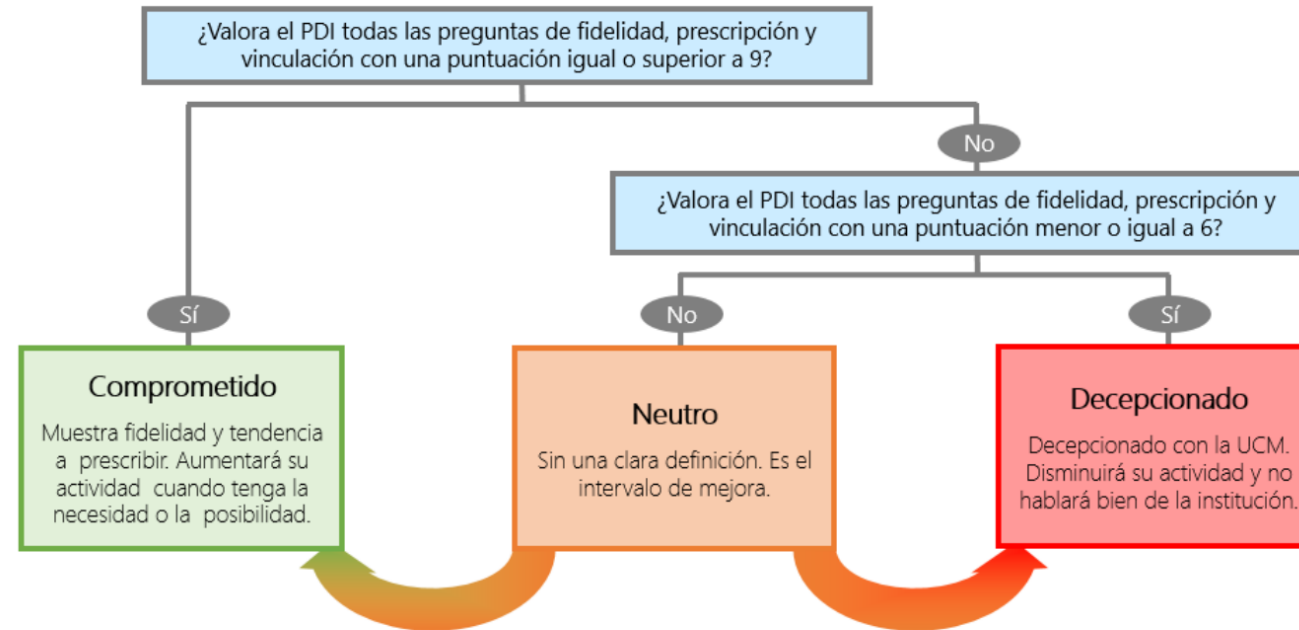 ¿Valora el PDI todas las preguntas de fidelidad, prescripción y
vinculación con una puntuación igual o superior a 9?
No
¿Valora el PDI todas las preguntas de fidelidad, prescripción y
vinculación con una puntuación menor o igual a 6?
Sí
No
Sí
Comprometido
Muestra fidelidad y tendencia
a prescribir. Aumentará su
actividad cuando tenga la
necesidad o la posibilidad.
Neutro
Sin una clara definición. Es el
intervalo de mejora.
Decepcionado
Decepcionado con la UCM.
Disminuirá su actividad y no
hablará bien de la institución.